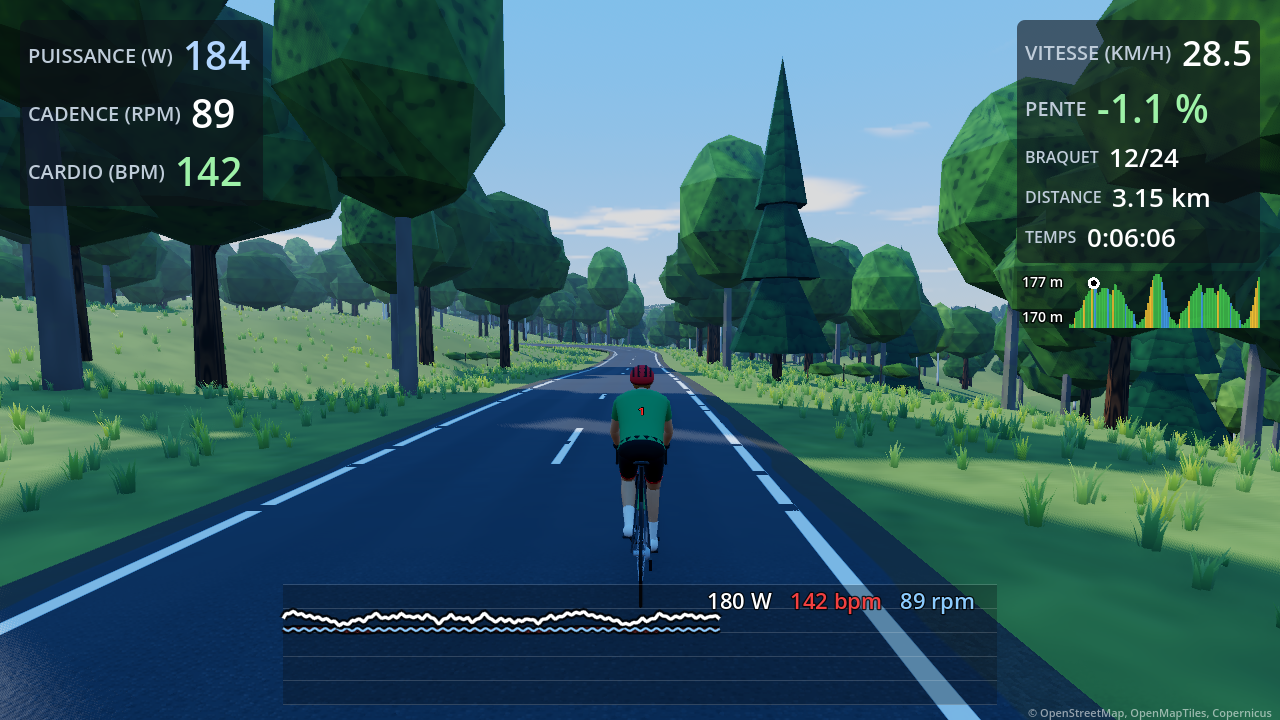 PUISSANCE (W) 184
CADENCE (RPM) 89
CARDIO (BPM) 142
VITESSE (KM/H) 28.5
PENTE -1.1 %
BRAQUET 12/24
DISTANCE 3.15 km
TEMPS 0:06:06
177 m
170 m
1
180 W 142 bpm 89 rpm
© OpenStreetMap, OpenMapTiles, Copernicus